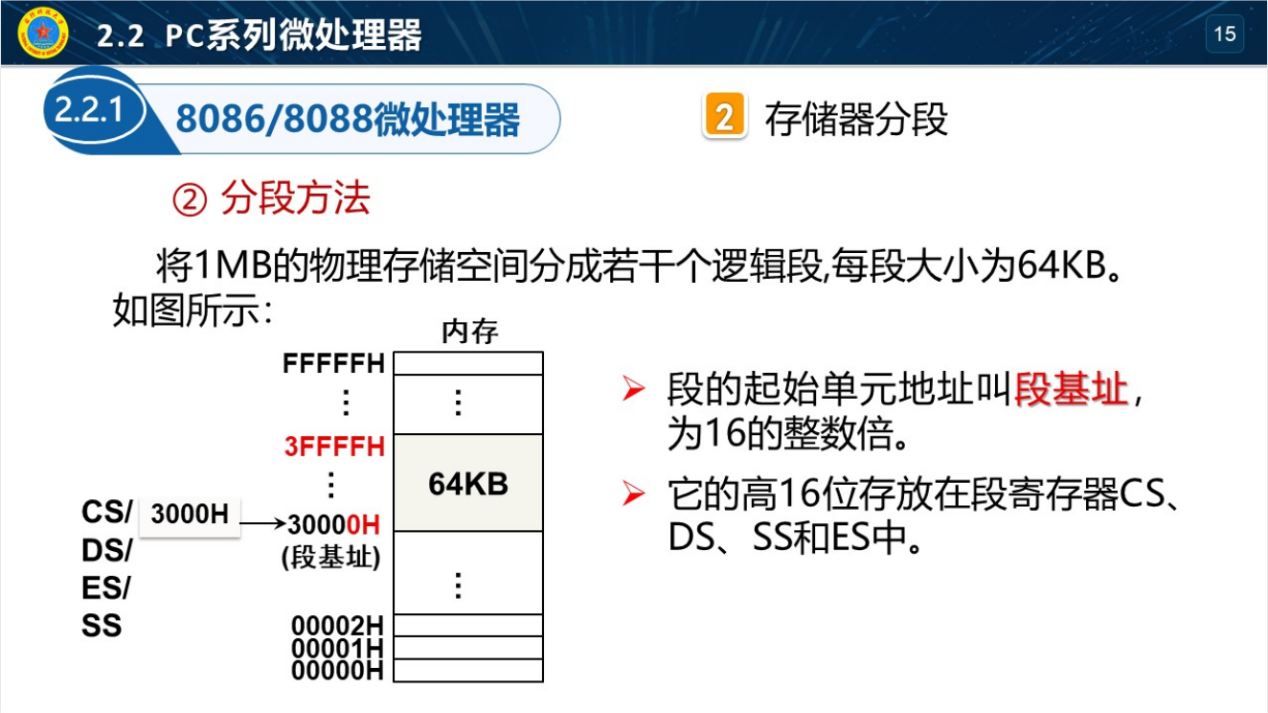 2.2 PC系列微处理器
15
2.2.1
8086/8088微处理器
2 存储器分段
② 分段方法
将1MB的物理存储空间分成若干个逻辑段,每段大小为64KB。
如图所示：
内存
FFFFFH
⋮
⋮
3FFFFH
⋮
64KB
CS/
3000H
30000H
(段基址)
DS/
ES/
SS
⋮
00002H
00001H
00000H
➢ 段的起始单元地址叫段基址，
为16的整数倍。
➢ 它的高16位存放在段寄存器CS、
DS、SS和ES中。